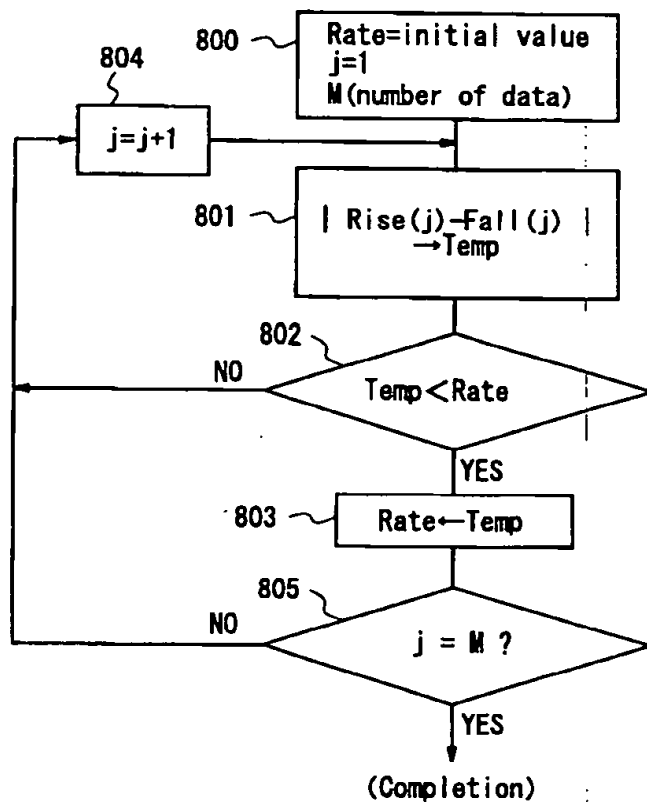 800
Rate=initial value
j=1
M(number of data)
804
j=j+1
801
| Rise(j)-Fall(j) |
→Temp
802
NO
Temp<Rate
YES
803
Rate←Temp
805
NO
j = M ?
YES
(Completion)